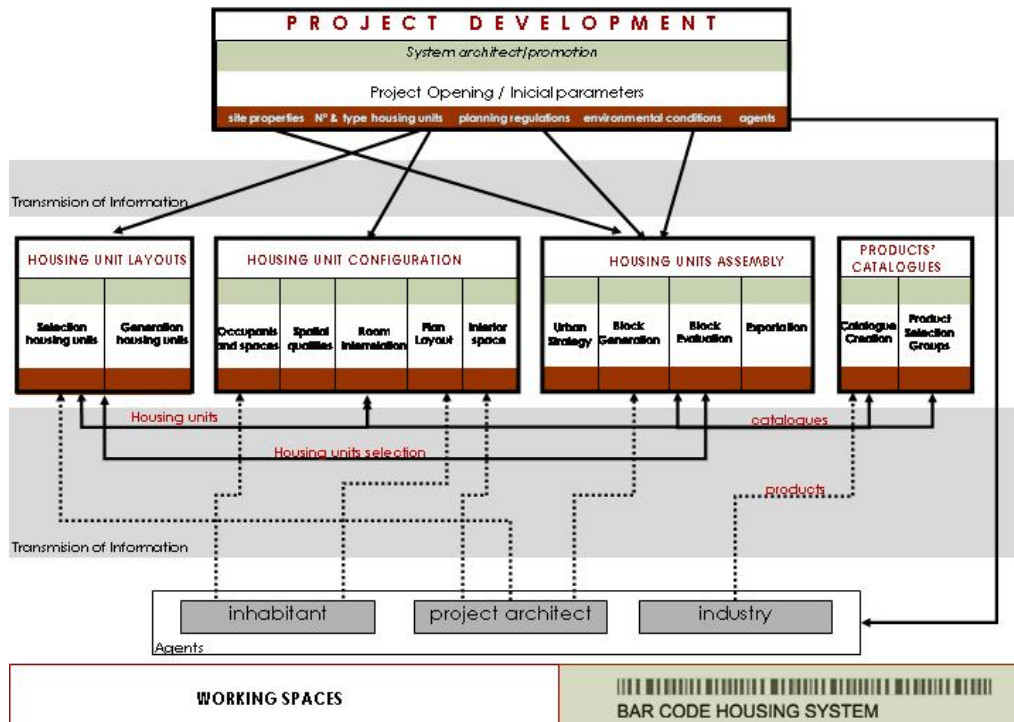 PROJECT DEVELOPMENT
System architect/promotion
Project Opening / Inicial parameters
site properties Nº & type housing units planning regulations environmental conditions agents
Transmision of Information
HOUSING UNIT LAYOUTS
Selection
housing units
Generation
housing units
HOUSING UNIT CONFIGURATION
Occupants
and spaces
Spatial
qualities
Room
interrelation
Plan
Layout
Interior
space
HOUSING UNITS ASSEMBLY
Urban
Strategy
Block
Generation
Block
Evaluation
Exportation
PRODUCTS'
CATALOGUES
Catalogue
Creation
Product
Selection
Groups
Housing units
catalogues
Housing units selection
products
Transmision of Information
inhabitant
project architect
industry
Agents
WORKING SPACES
BAR CODE HOUSING SYSTEM